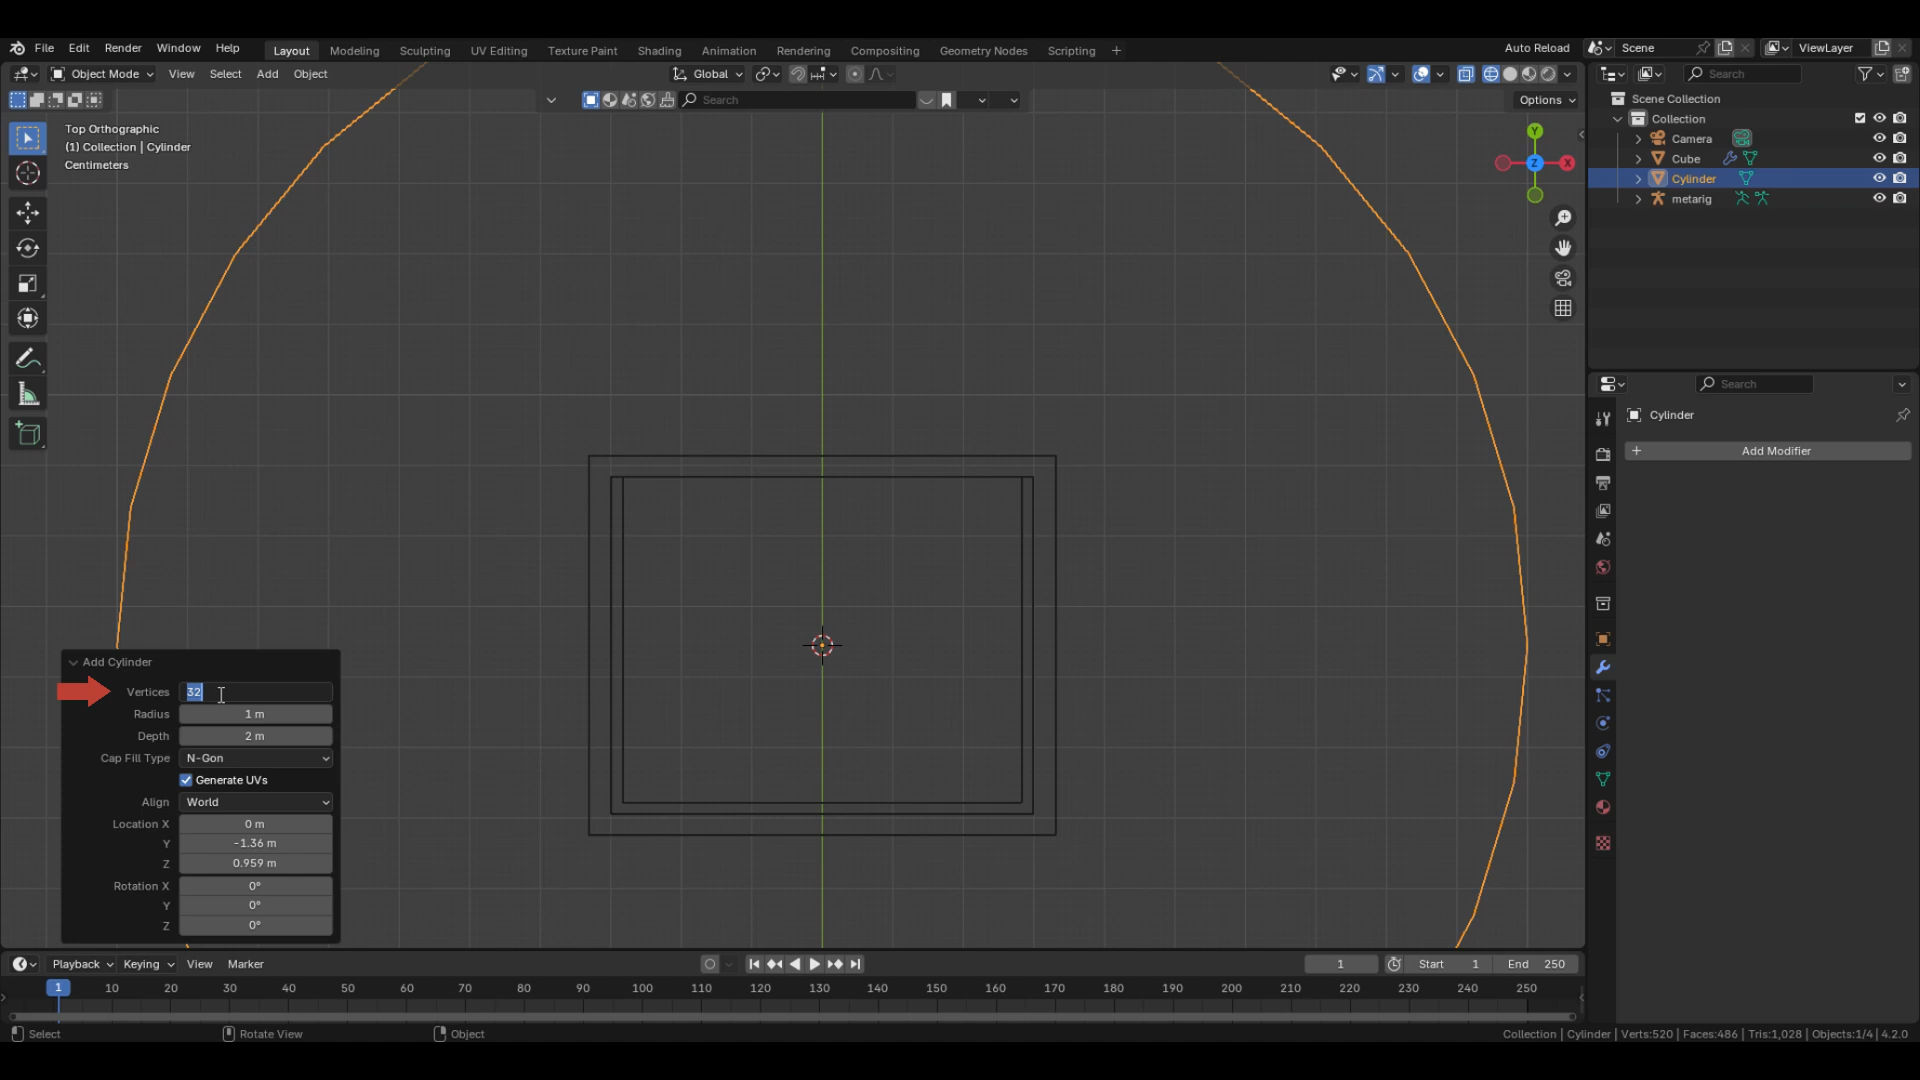 File Edit Render Window Help Layout Modeling Sculpting UV Editing Texture Paint Shading Animation Rendering Compositing Geometry Nodes Scripting + Auto Reload Scene ViewLayer
Object Mode View Select Add Object Global Search
Search Options
Top Orthographic
(1) Collection | Cylinder
Centimeters
Y
Z
X
Scene Collection
Collection
Camera
Cube
Cylinder
metarig
Search
Cylinder
+ Add Modifier
Add Cylinder
Vertices 32
Radius 1 m
Depth 2 m
Cap Fill Type N-Gon
Generate UVs
Align World
Location X 0 m
Y -1.36 m
Z 0.959 m
Rotation X 0°
Y 0°
Z 0°
Playback Keying View Marker 1 Start 1 End 250
1 10 20 30 40 50 60 70 80 90 100 110 120 130 140 150 160 170 180 190 200 210 220 230 240 250
Select Rotate View Object Collection | Cylinder | Verts:520 | Faces:486 | Tris:1,028 | Objects:1/4 | 4.2.0